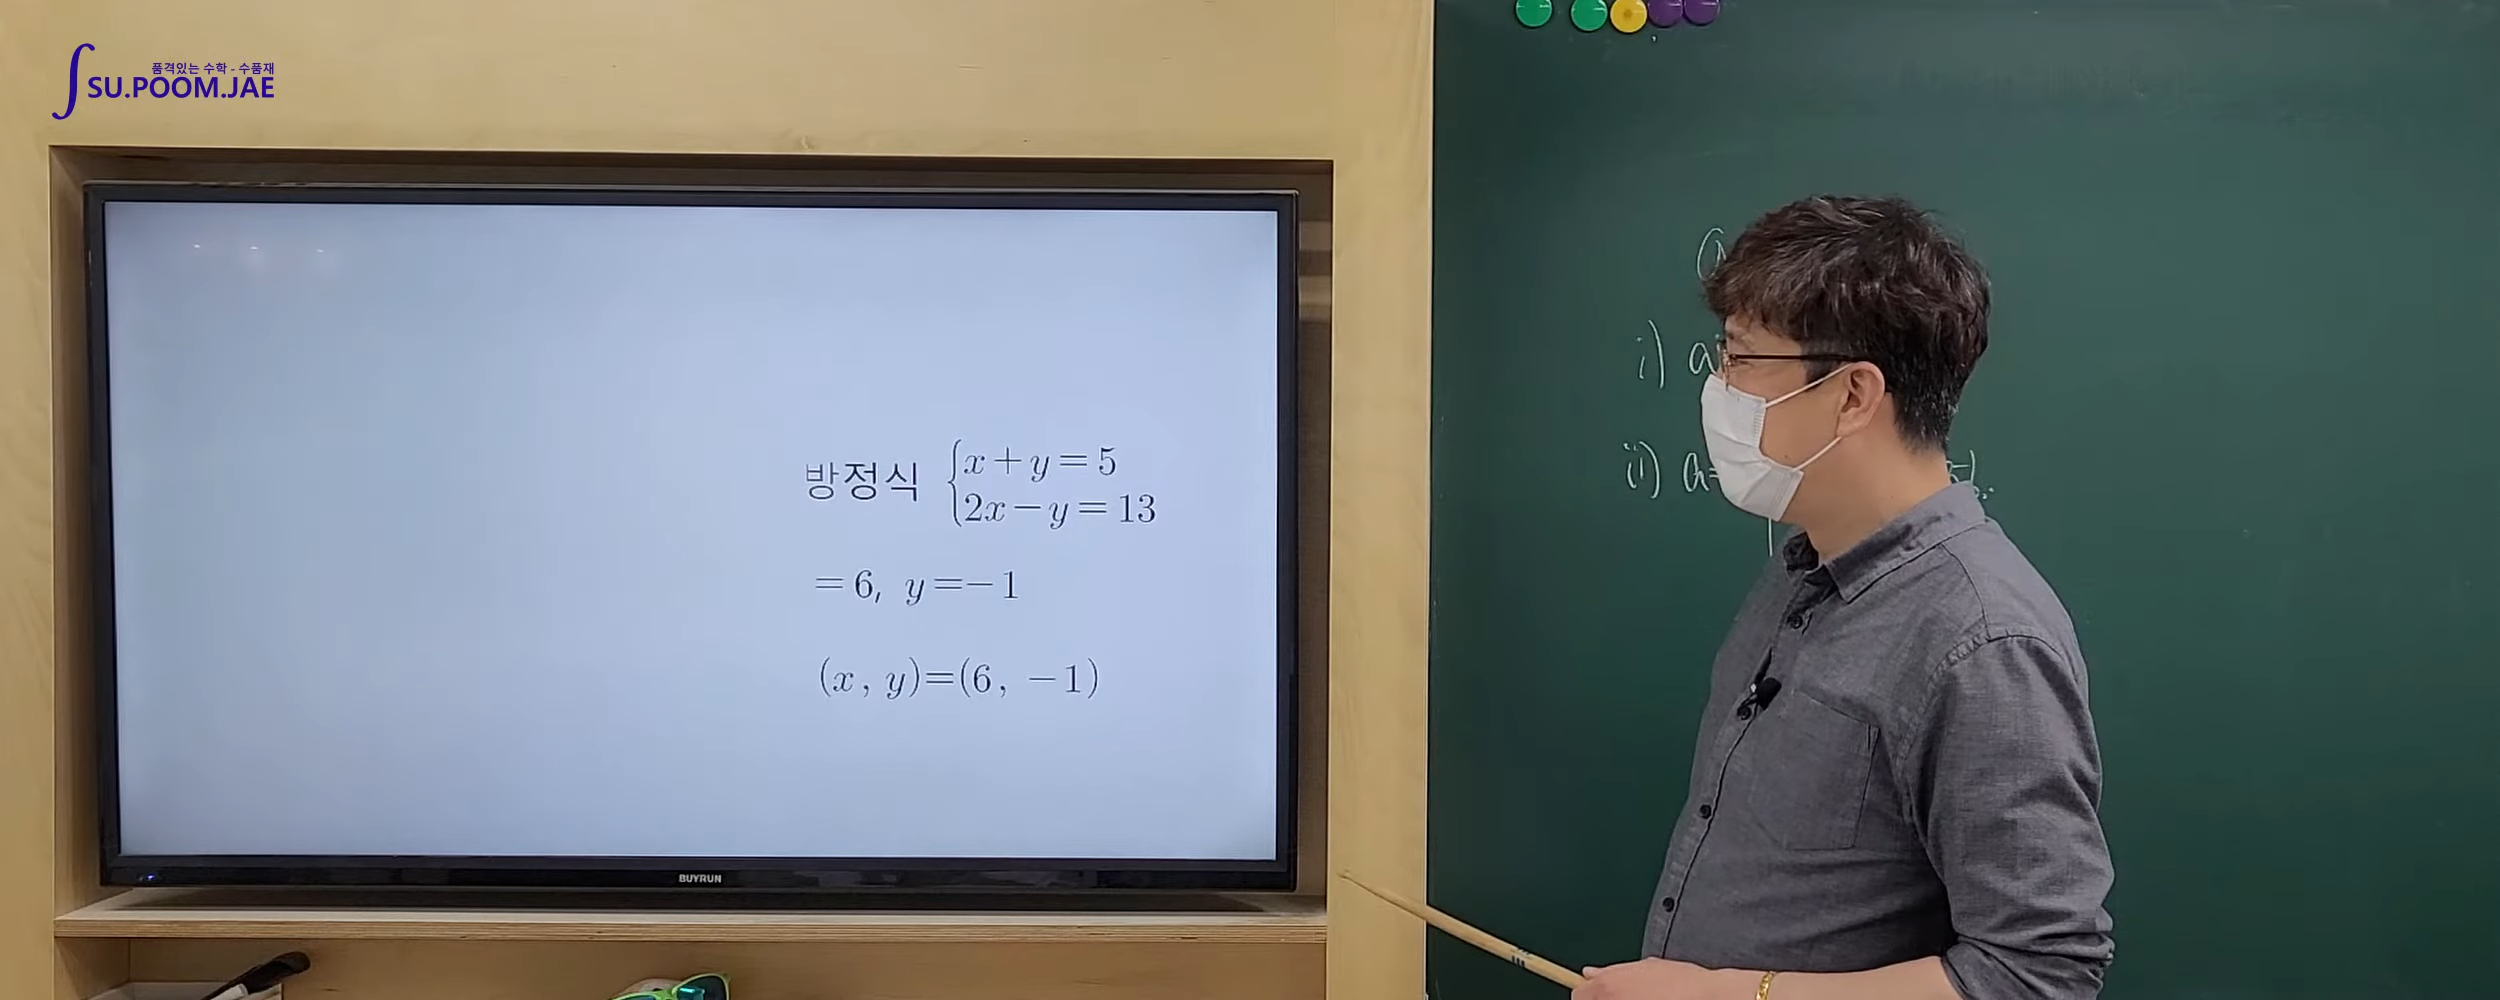 품격있는 수학 - 수품재
∫SU.POOM.JAE
방정식 {x+y=5
2x-y=13
=6, y=-1
(x, y)=(6, -1)
BUYRUN
i) a
ii) a=